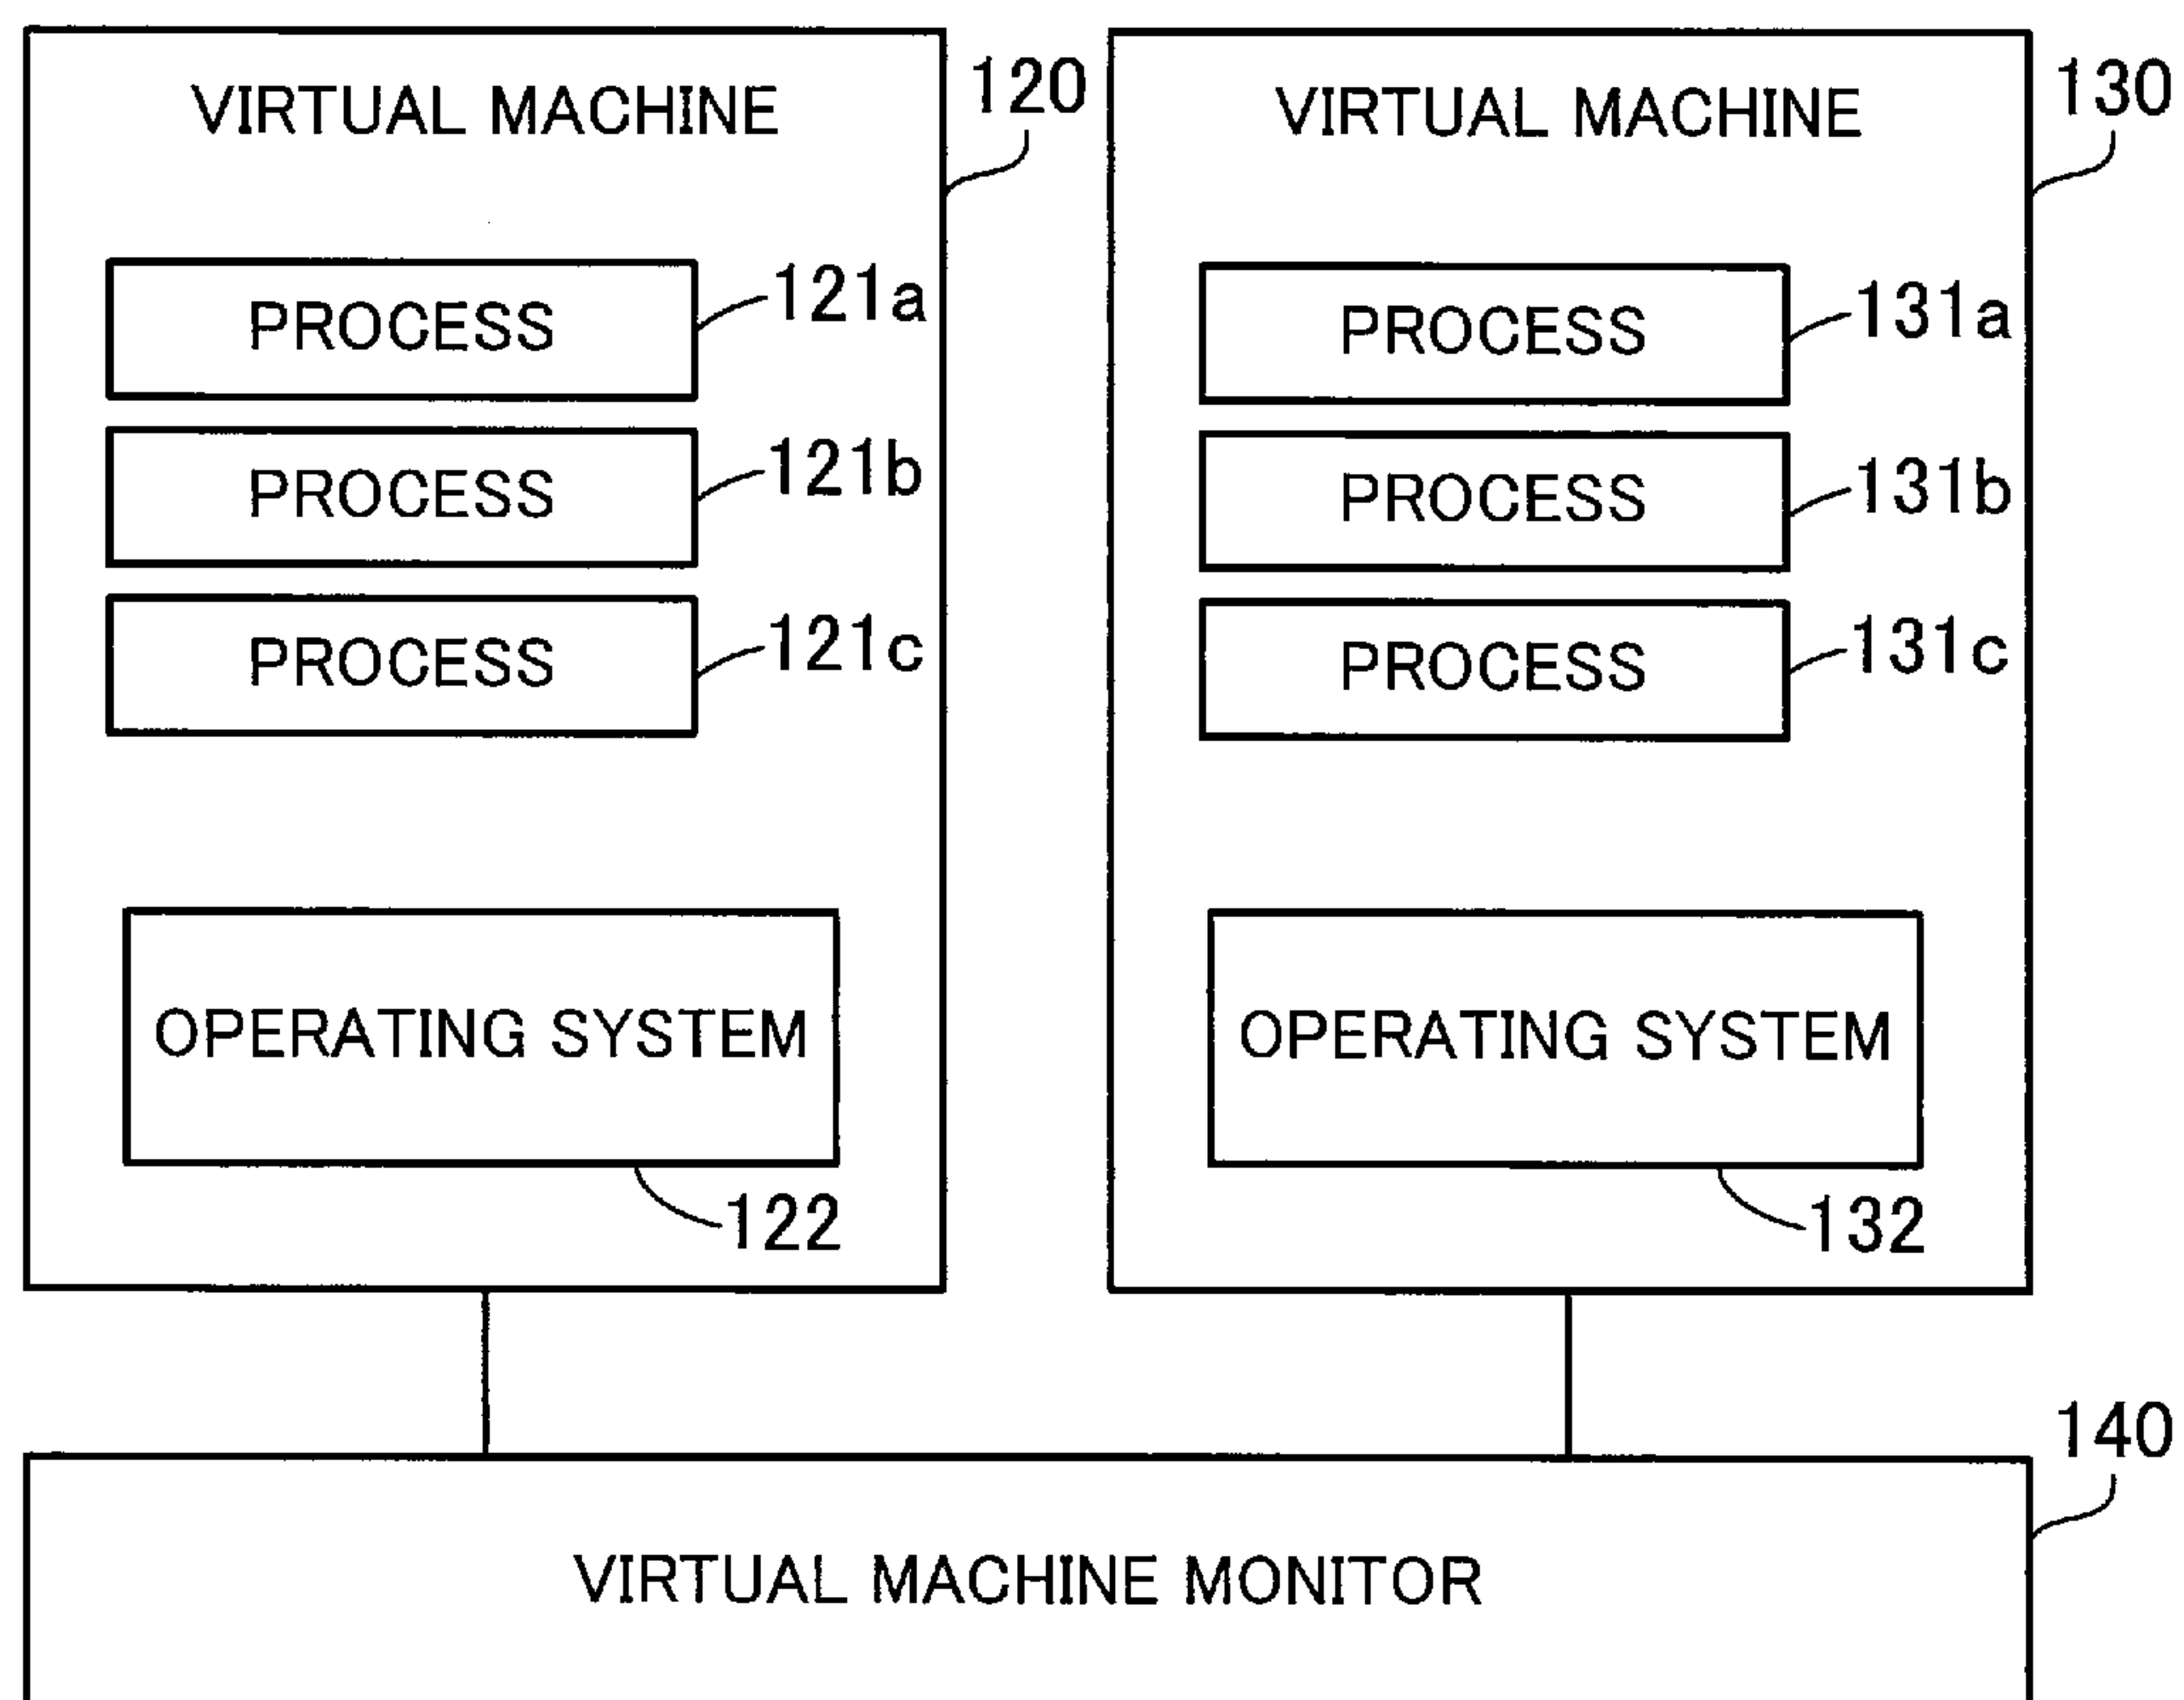 VIRTUAL MACHINE
120
PROCESS
121a
PROCESS
121b
PROCESS
121c
OPERATING SYSTEM
122
VIRTUAL MACHINE
130
PROCESS
131a
PROCESS
131b
PROCESS
131c
OPERATING SYSTEM
132
140
VIRTUAL MACHINE MONITOR